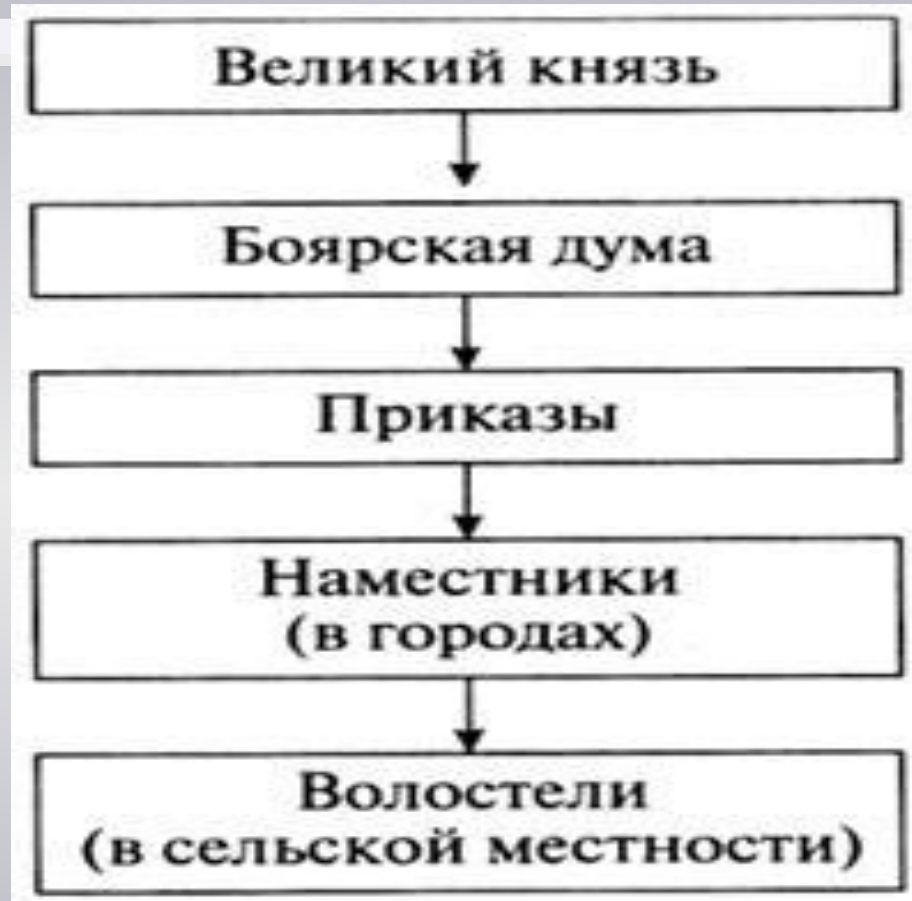 Великий князь
Боярская дума
Приказы
Наместники
(в городах)
Волостели
(в сельской местности)